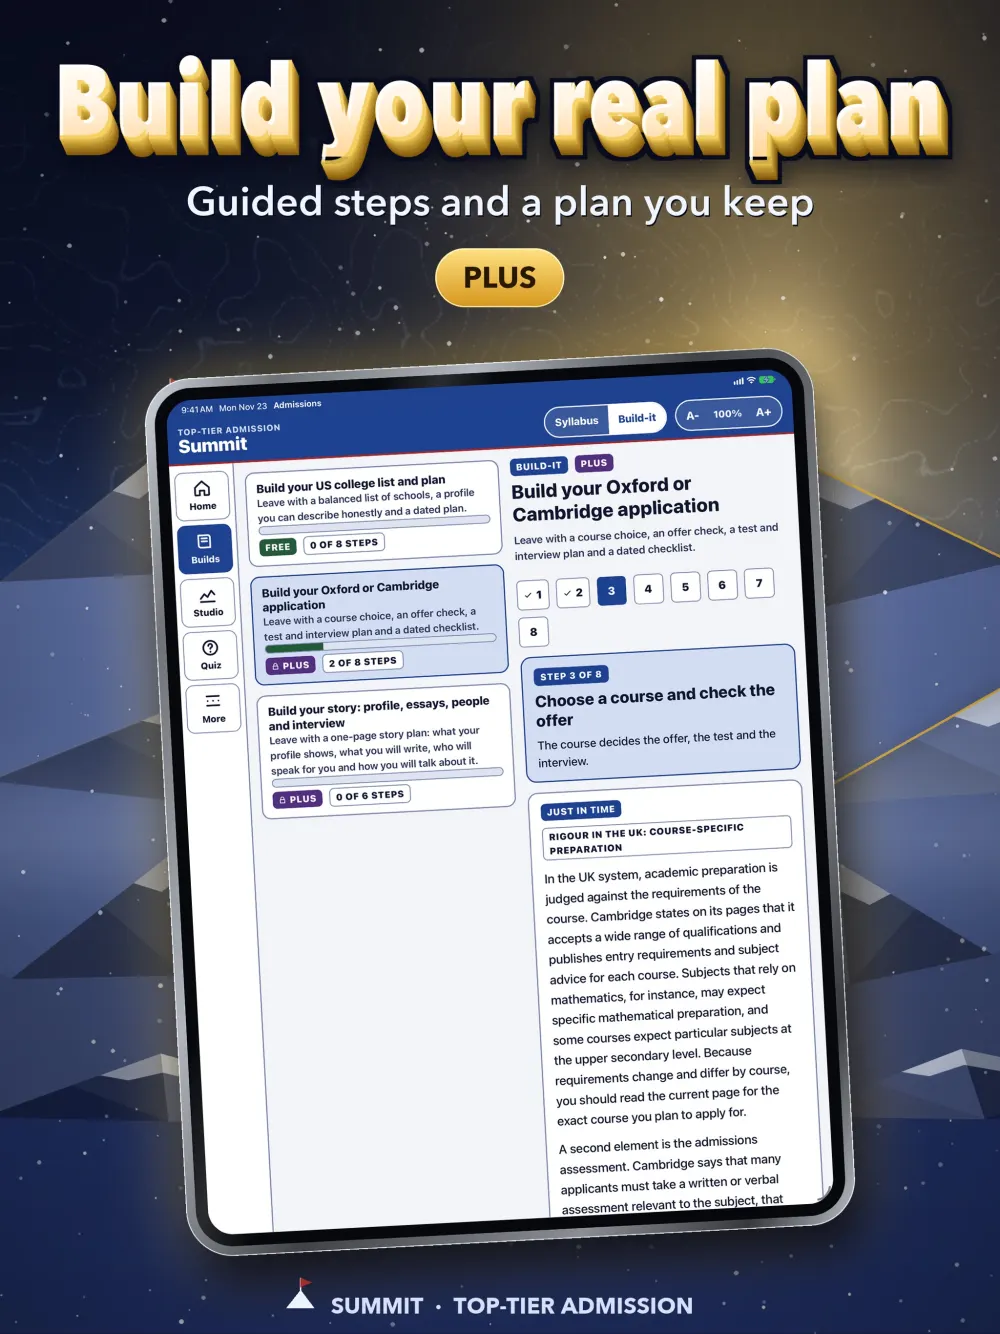 Build your real plan
Guided steps and a plan you keep
PLUS
9:41 AM Mon Nov 23 Admissions
TOP-TIER ADMISSION
Summit
Syllabus
Build-it
A-
100%
A+
Home
Builds
Studio
Quiz
More
Build your US college list and plan
Leave with a balanced list of schools, a profile
you can describe honestly and a dated plan.
FREE
0 OF 8 STEPS
Build your Oxford or Cambridge
application
Leave with a course choice, an offer check, a
test and interview plan and a dated checklist.
PLUS
2 OF 8 STEPS
Build your story: profile, essays, people
and interview
Leave with a one-page story plan: what your
profile shows, what you will write, who will
speak for you and how you will talk about it.
PLUS
0 OF 6 STEPS
BUILD-IT
PLUS
Build your Oxford or
Cambridge application
Leave with a course choice, an offer check, a test and
interview plan and a dated checklist.
✓ 1
✓ 2
3
4
5
6
7
8
STEP 3 OF 8
Choose a course and check the
offer
The course decides the offer, the test and the
interview.
JUST IN TIME
RIGOUR IN THE UK: COURSE-SPECIFIC
PREPARATION
In the UK system, academic preparation is
judged against the requirements of the
course. Cambridge states on its pages that it
accepts a wide range of qualifications and
publishes entry requirements and subject
advice for each course. Subjects that rely on
mathematics, for instance, may expect
specific mathematical preparation, and
some courses expect particular subjects at
the upper secondary level. Because
requirements change and differ by course,
you should read the current page for the
exact course you plan to apply for.
A second element is the admissions
assessment. Cambridge says that many
applicants must take a written or verbal
assessment relevant to the subject, that
SUMMIT · TOP-TIER ADMISSION